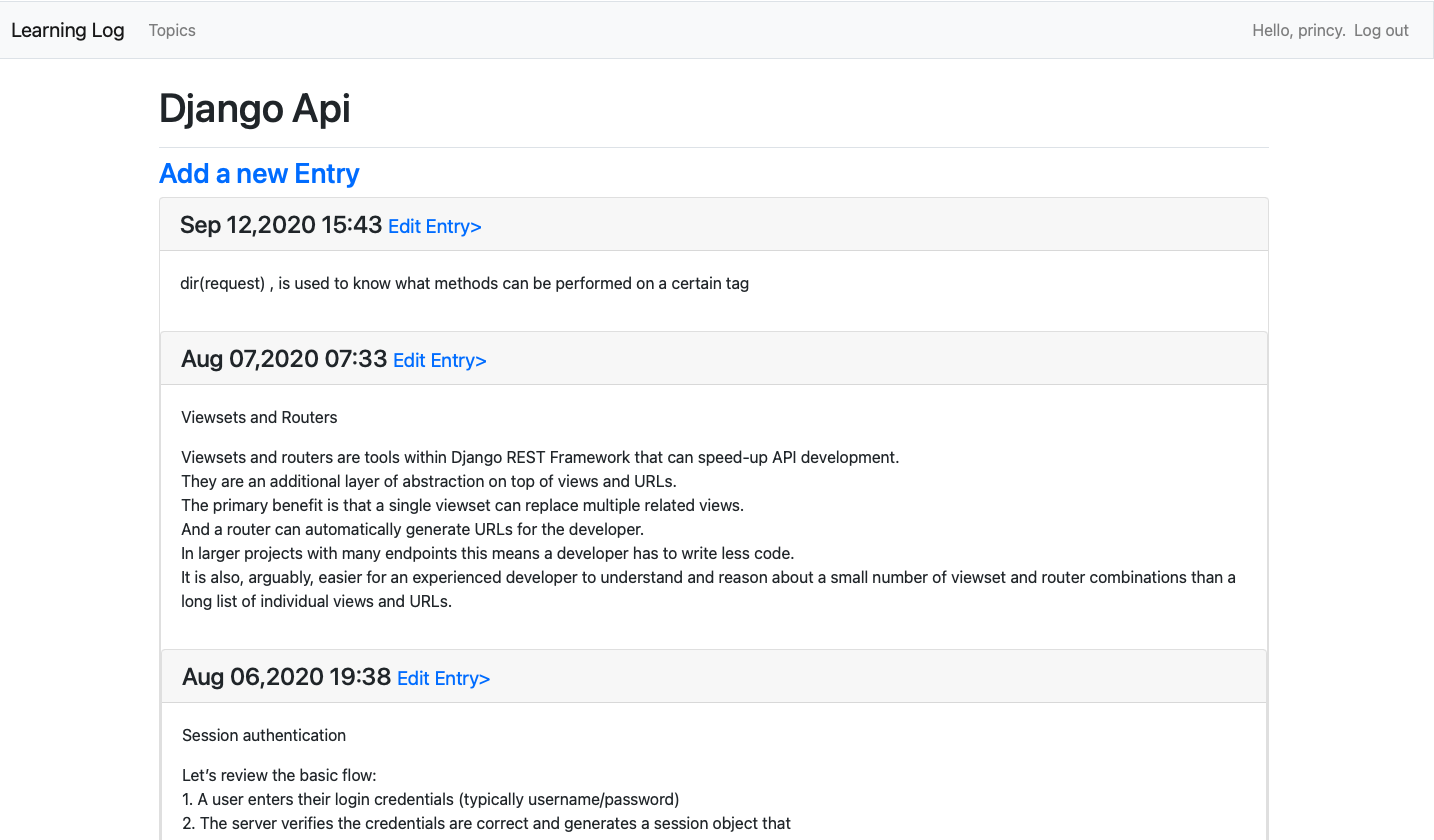 Learning Log Topics Hello, princy. Log out
Django Api
Add a new Entry
Sep 12,2020 15:43 Edit Entry>
dir(request) , is used to know what methods can be performed on a certain tag
Aug 07,2020 07:33 Edit Entry>
Viewsets and Routers
Viewsets and routers are tools within Django REST Framework that can speed-up API development.
They are an additional layer of abstraction on top of views and URLs.
The primary benefit is that a single viewset can replace multiple related views.
And a router can automatically generate URLs for the developer.
In larger projects with many endpoints this means a developer has to write less code.
It is also, arguably, easier for an experienced developer to understand and reason about a small number of viewset and router combinations than a
long list of individual views and URLs.
Aug 06,2020 19:38 Edit Entry>
Session authentication
Let’s review the basic flow:
1. A user enters their login credentials (typically username/password)
2. The server verifies the credentials are correct and generates a session object that